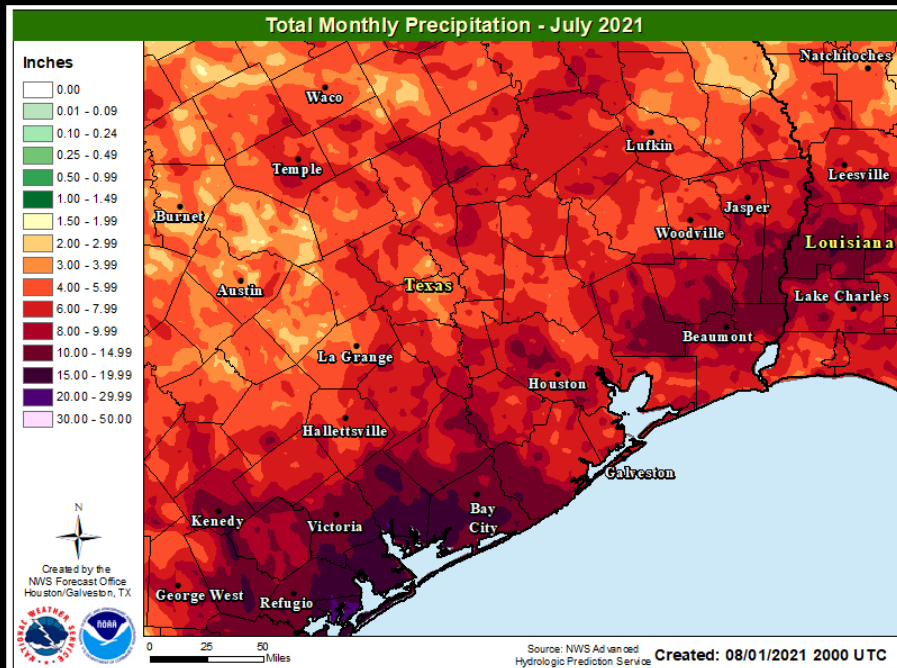 Total Monthly Precipitation - July 2021
Inches
0.00
0.01 - 0.09
0.10 - 0.24
0.25 - 0.49
0.50 - 0.99
1.00 - 1.49
1.50 - 1.99
2.00 - 2.99
3.00 - 3.99
4.00 - 5.99
6.00 - 7.99
8.00 - 9.99
10.00 - 14.99
15.00 - 19.99
20.00 - 29.99
30.00 - 50.00
Natchitoches
Waco
Lufkin
Temple
Leesville
Burnet
Jasper
Woodville
Louisiana
Austin
Texas
Lake Charles
Beaumont
La Grange
Houston
Hallettsville
Galveston
Kenedy
Victoria
Bay
City
George West
Refugio
N
Created by the
NWS Forecast Office
Houston/Galveston, TX
NATIONAL WEATHER SERVICE
NOAA
0 25 50
Miles
Source: NWS Advanced
Hydrologic Prediction Service
Created: 08/01/2021 2000 UTC